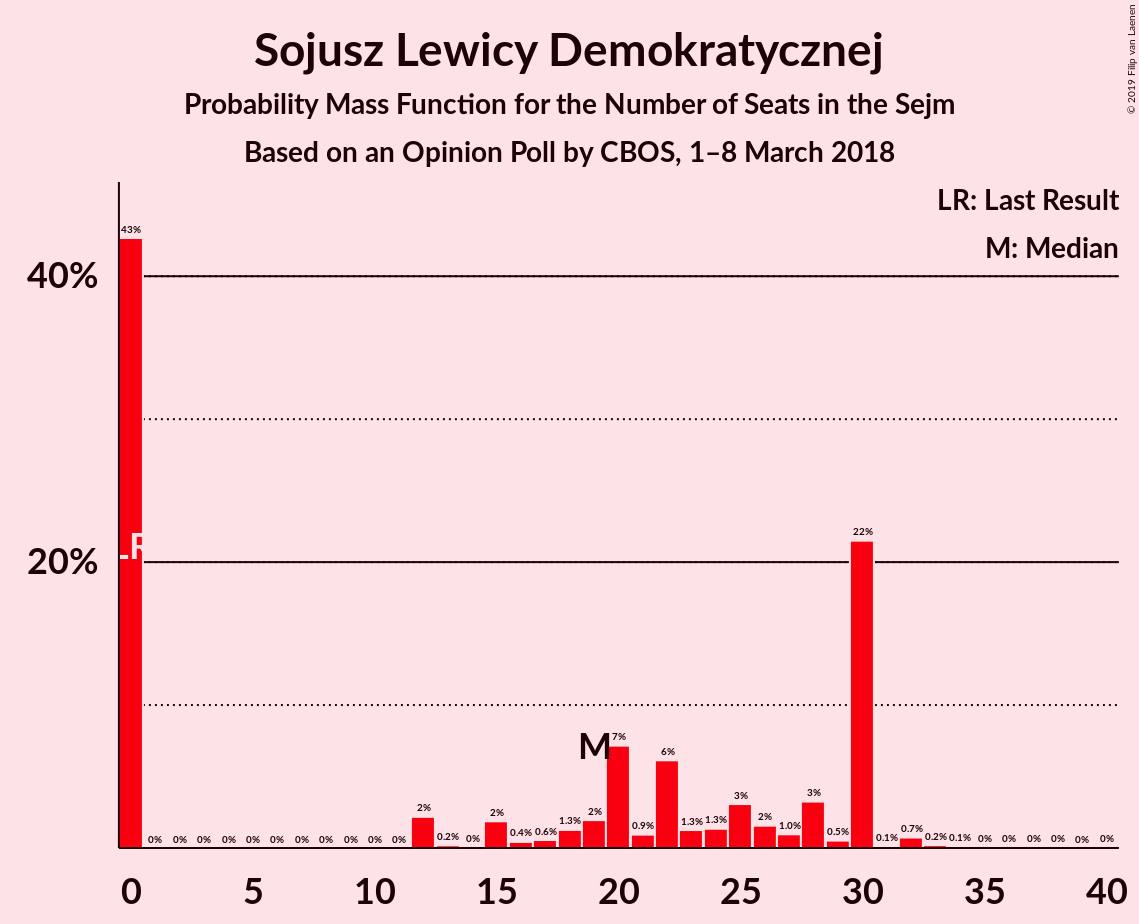 Sojusz Lewicy Demokratycznej
Probability Mass Function for the Number of Seats in the Sejm
Based on an Opinion Poll by CBOS, 1–8 March 2018
© 2019 Filip van Laenen
LR: Last Result
M: Median
43%
40%
22%
LR
20%
M
7%
6%
3%
3%
2%
2%
2%
2%
1.3%
1.3%
1.3%
1.0%
0.9%
0.7%
0.6%
0.5%
0.4%
0.2%
0.2%
0.1%
0.1%
0% 0% 0% 0% 0% 0% 0% 0% 0% 0% 0% 0% 0% 0% 0% 0% 0% 0%
0 5 10 15 20 25 30 35 40